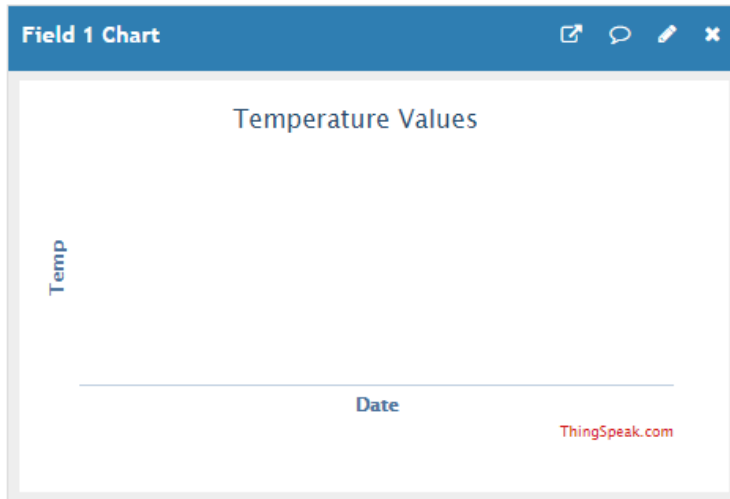 Field 1 Chart
Temperature Values
Temp
Date
ThingSpeak.com